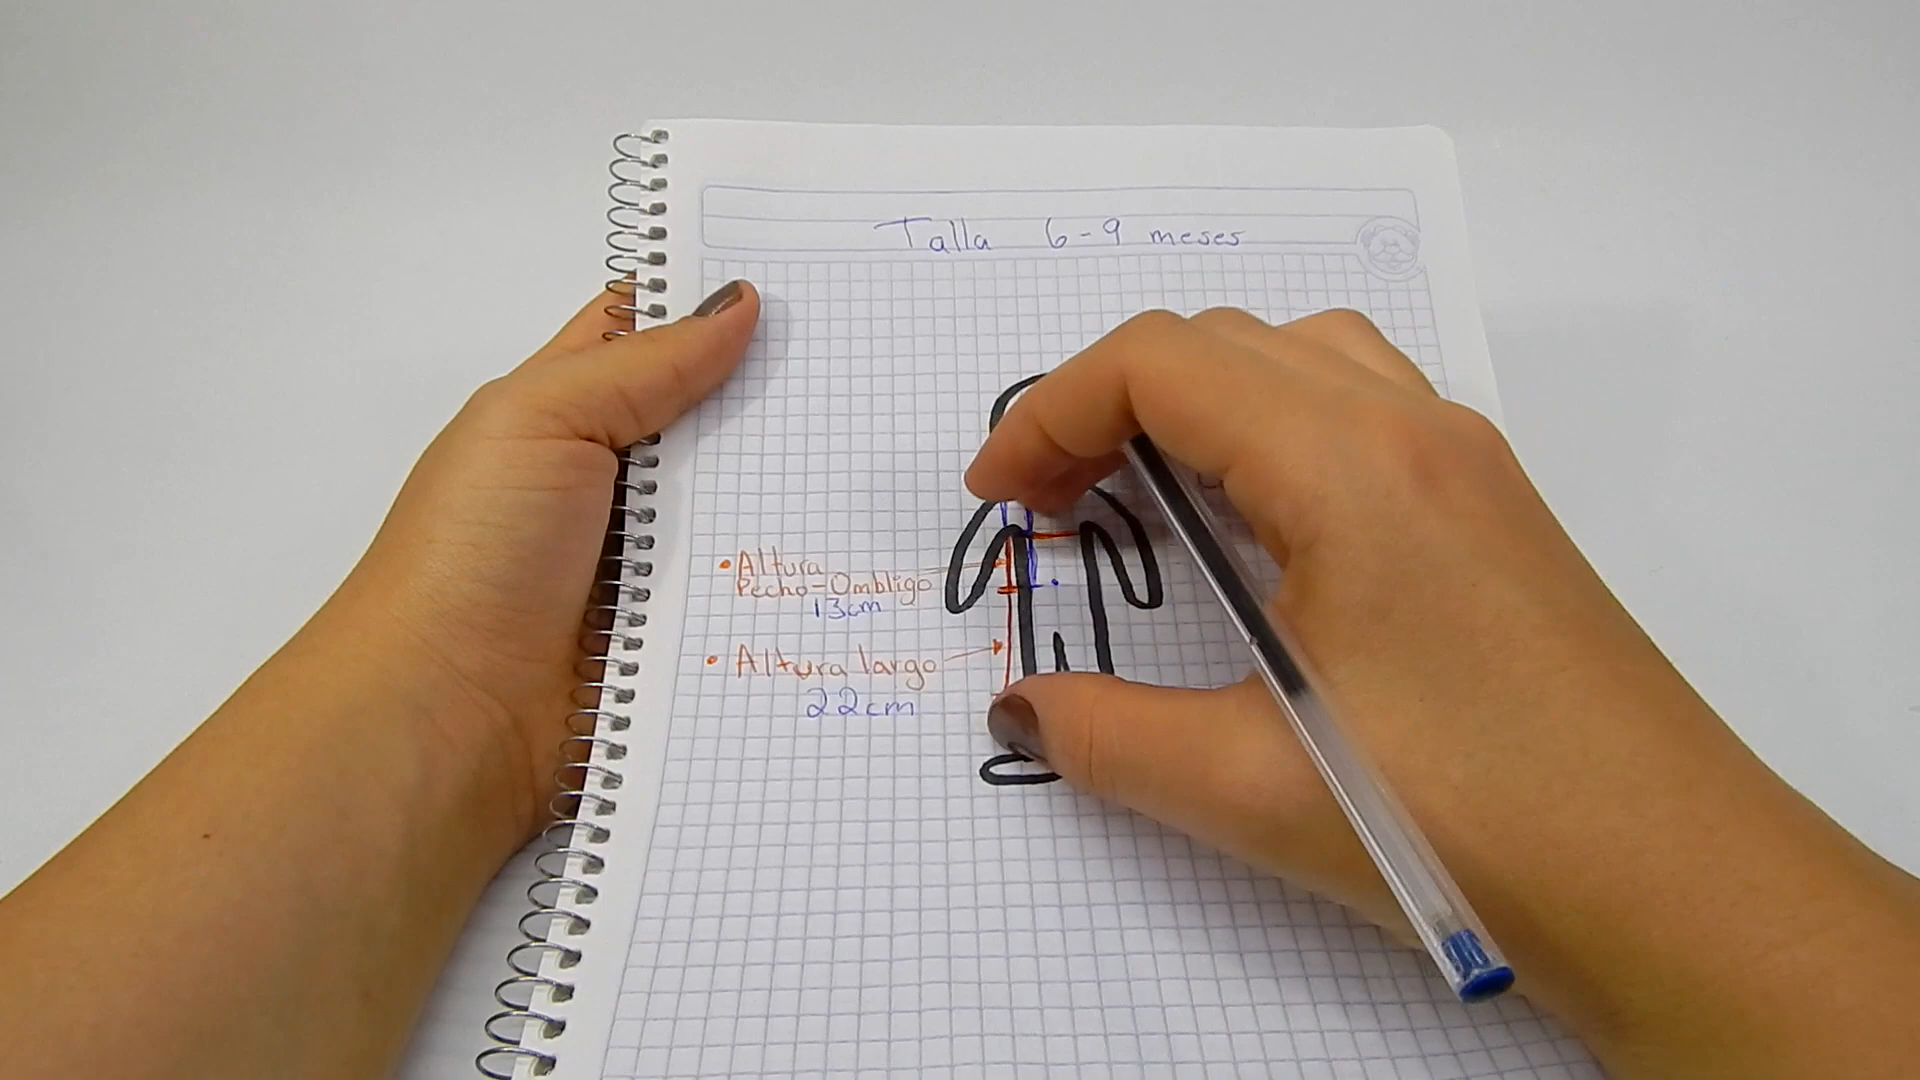 Talla 6-9 meses
• Altura
Pecho-Ombligo
13cm
• Altura largo
22cm